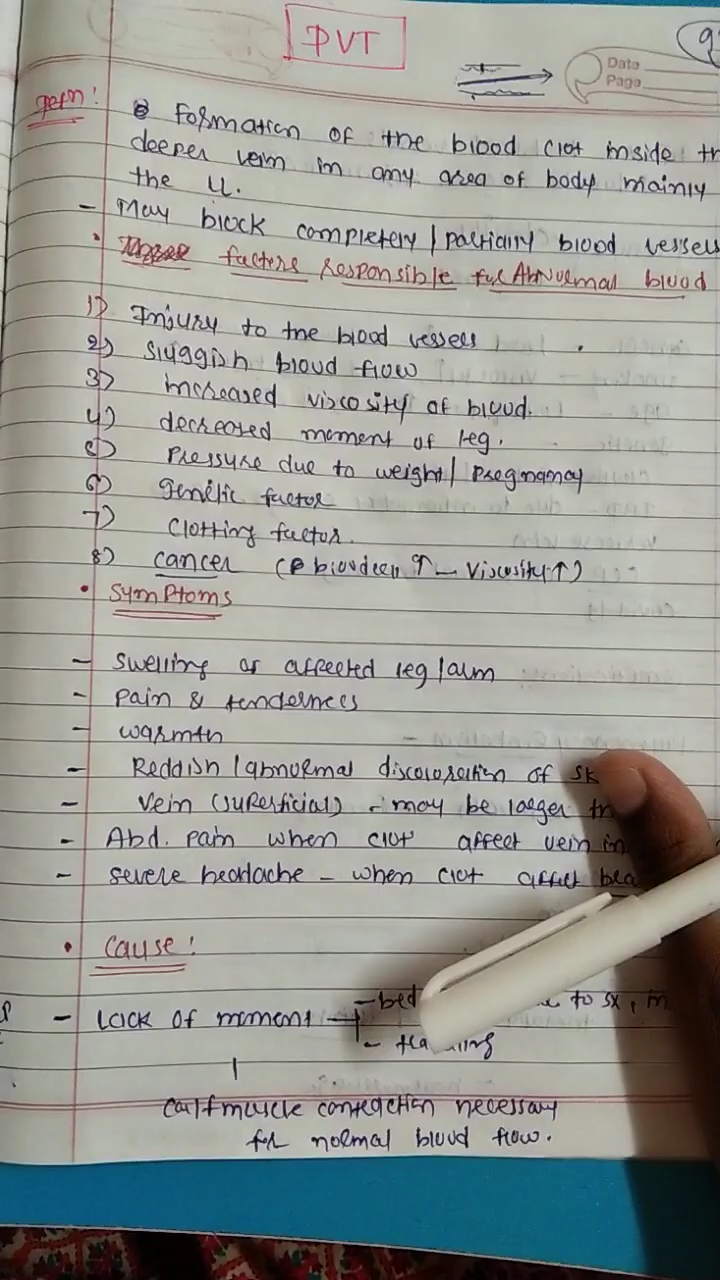 DVT
Data
Page
Defn:
Formation of the blood clot inside
deeper vein in any area of body mainly
the LL.
- May block completely / partially blood vessels
• factors responsible for Abnormal blood
1) Injury to the blood vessels
2) sluggish blood flow
3) increased viscosity of blood.
4) decreased moment of leg.
5) Pressure due to weight / Pregnancy
6) genetic factor
7) Clotting factor.
8) cancer (blood cell ↑ - viscosity ↑)
• Symptoms
- Swelling of affected leg / arm
- pain & tenderness
- warmth
- Reddish / abnormal discoloration of
- Vein (superficial) - may be larger
- Abd. pain when clot affect vein in
- severe headache - when clot affect
• Cause:
- Lack of moment - bed to sx,
-
calf muscle contraction necessary
for normal blood flow.